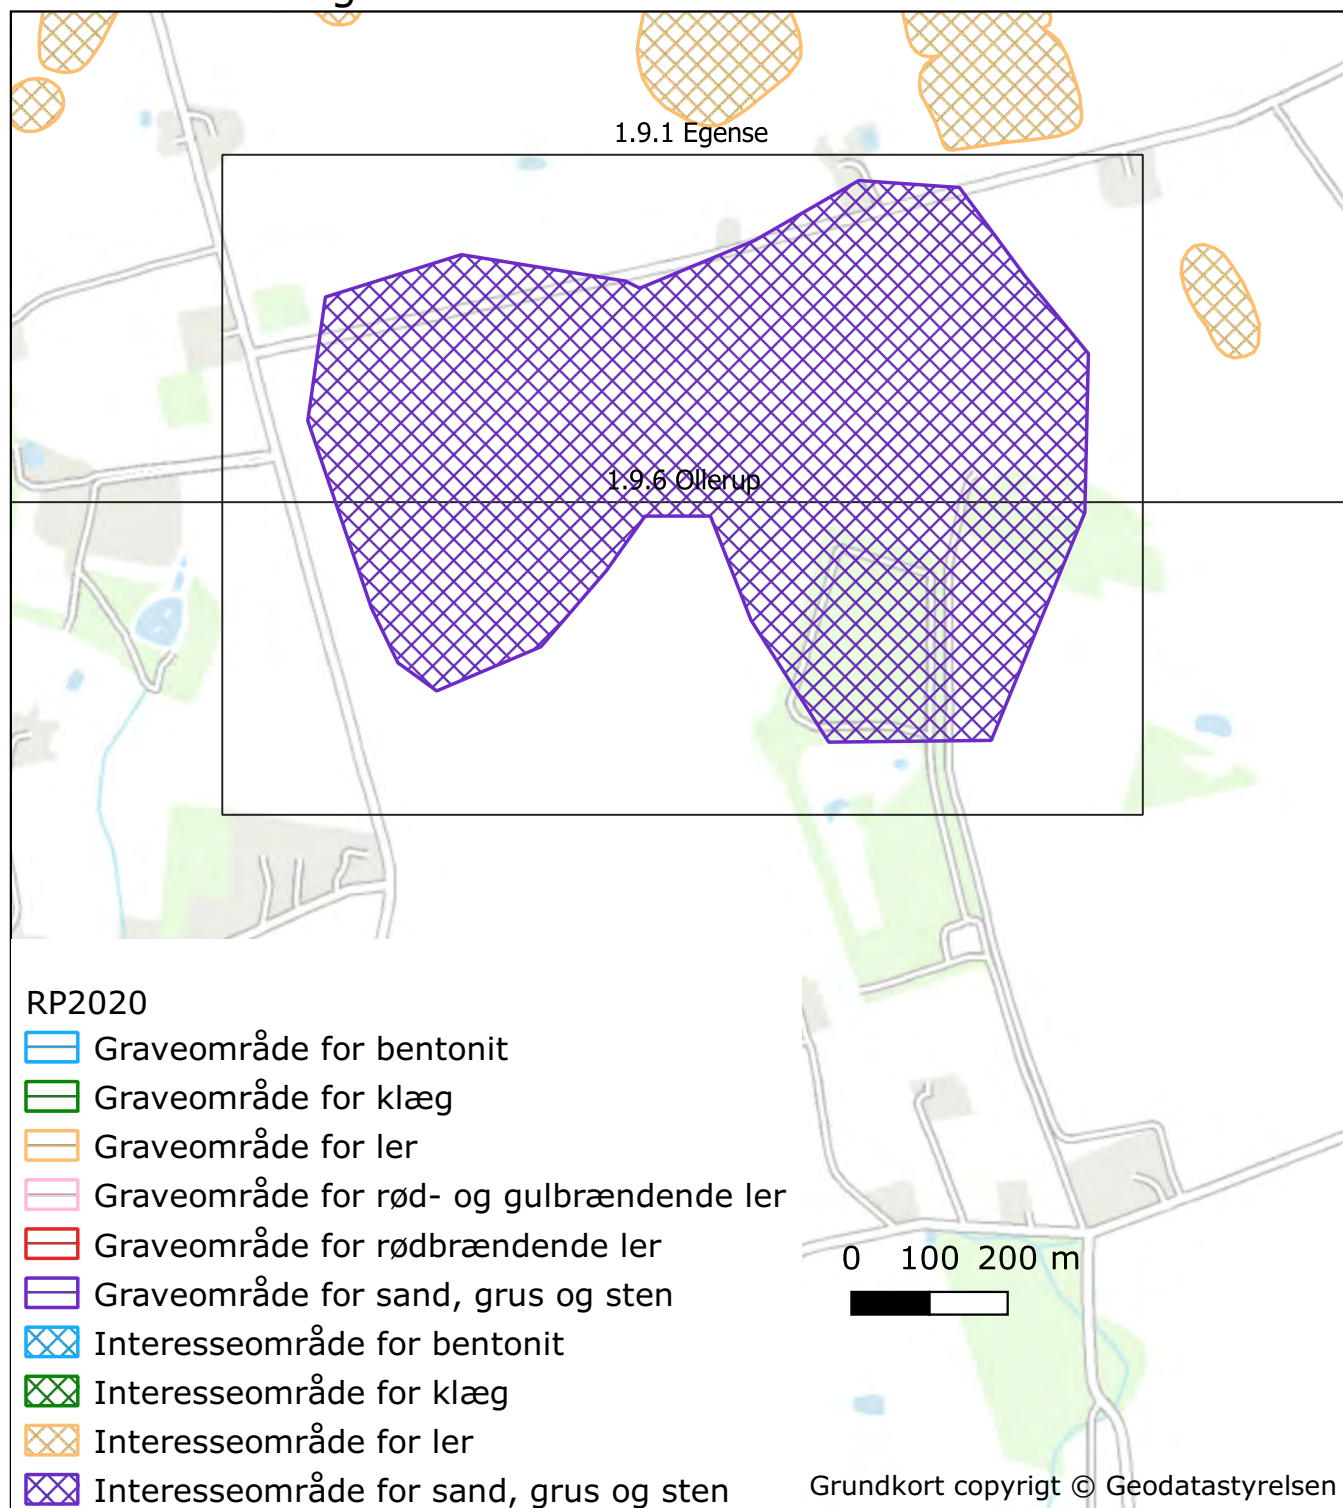 1.9.1 Egense
1.9.6 Ollerup
RP2020
Graveområde for bentonit
Graveområde for klæg
Graveområde for ler
Graveområde for rød- og gulbrændende ler
Graveområde for rødbrændende ler
Graveområde for sand, grus og sten
Interesseområde for bentonit
Interesseområde for klæg
Interesseområde for ler
Interesseområde for sand, grus og sten
0 100 200 m
Grundkort copyrigt © Geodatastyrelsen